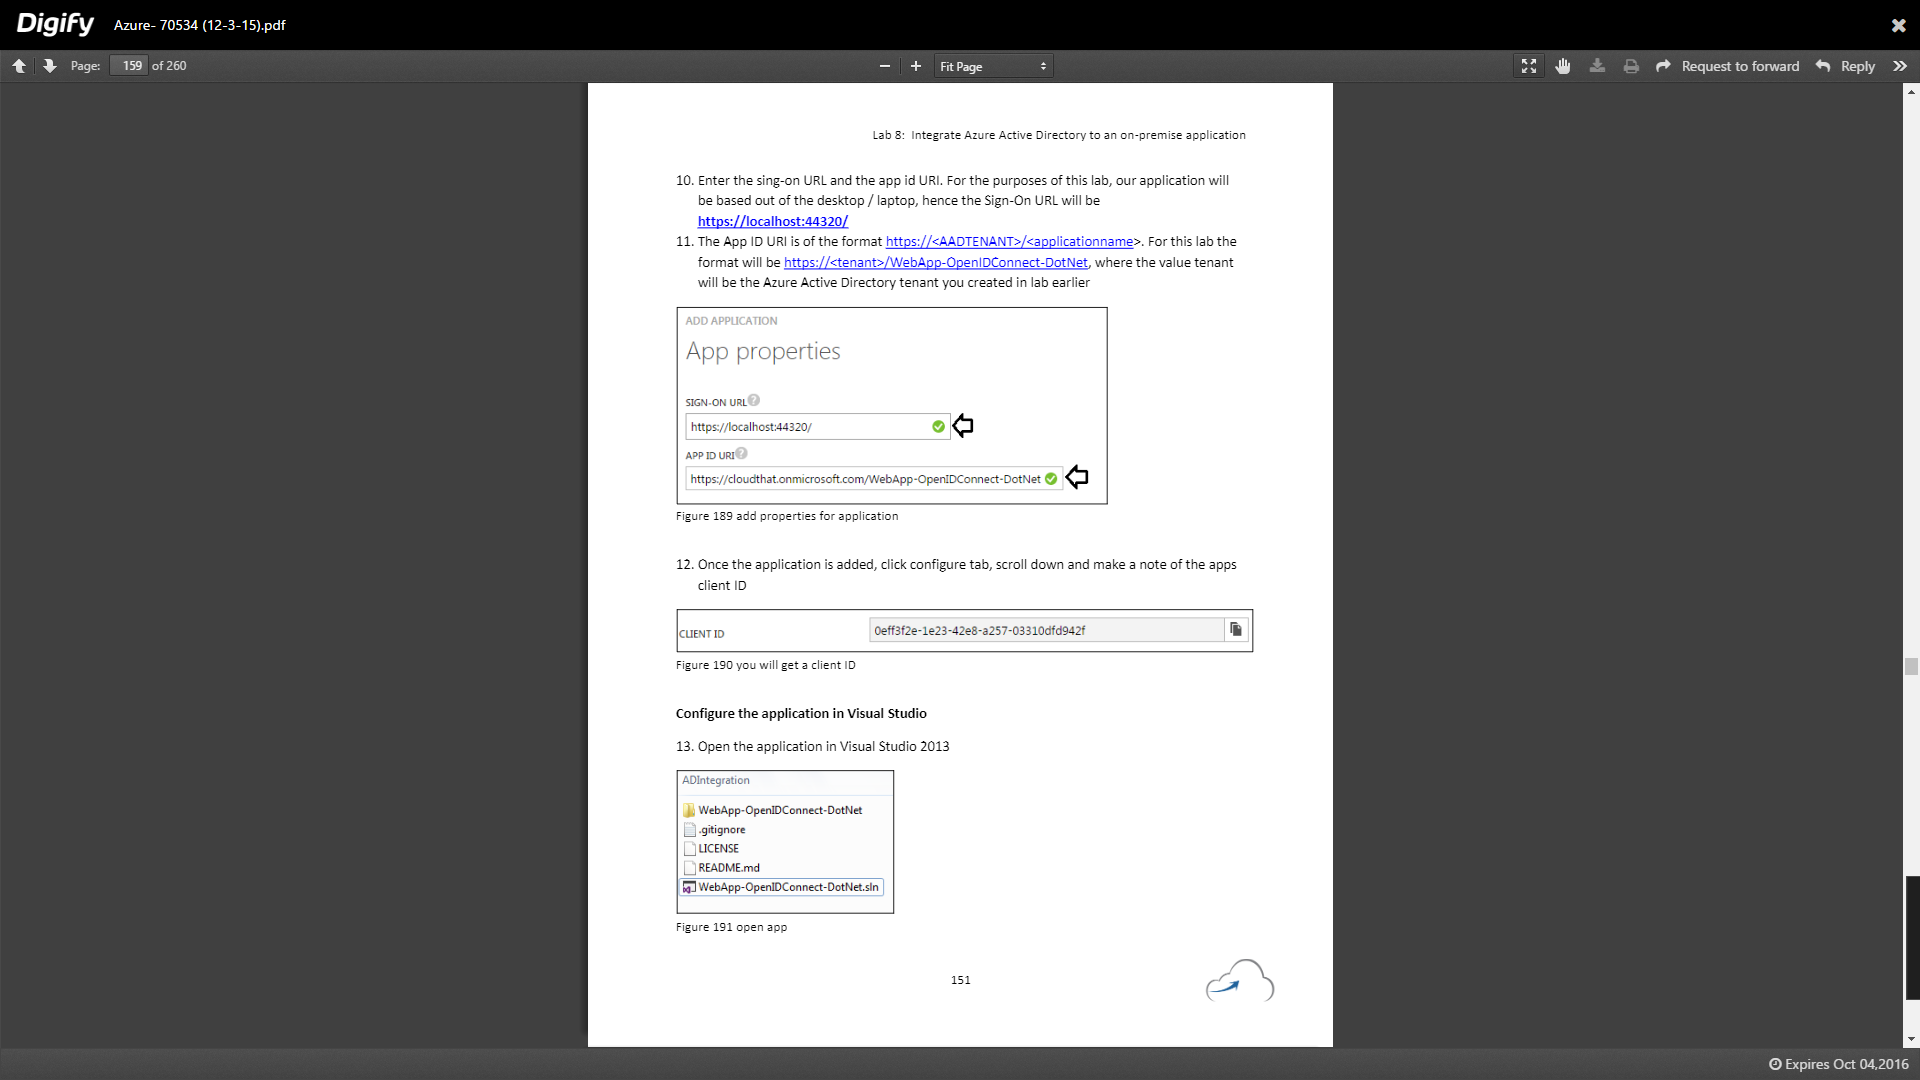 Digify Azure- 70534 (12-3-15).pdf
Page: 159 of 260 Fit Page Request to forward Reply
Lab 8: Integrate Azure Active Directory to an on-premise application
10. Enter the sing-on URL and the app id URI. For the purposes of this lab, our application will
be based out of the desktop / laptop, hence the Sign-On URL will be
https://localhost:44320/
11. The App ID URI is of the format https://<AADTENANT>/<applicationname>. For this lab the
format will be https://<tenant>/WebApp-OpenIDConnect-DotNet, where the value tenant
will be the Azure Active Directory tenant you created in lab earlier
ADD APPLICATION
App properties
SIGN-ON URL
https://localhost:44320/
APP ID URI
https://cloudthat.onmicrosoft.com/WebApp-OpenIDConnect-DotNet
Figure 189 add properties for application
12. Once the application is added, click configure tab, scroll down and make a note of the apps
client ID
CLIENT ID 0eff3f2e-1e23-42e8-a257-03310dfd942f
Figure 190 you will get a client ID
Configure the application in Visual Studio
13. Open the application in Visual Studio 2013
ADIntegration
WebApp-OpenIDConnect-DotNet
.gitignore
LICENSE
README.md
WebApp-OpenIDConnect-DotNet.sln
Figure 191 open app
151
Expires Oct 04,2016